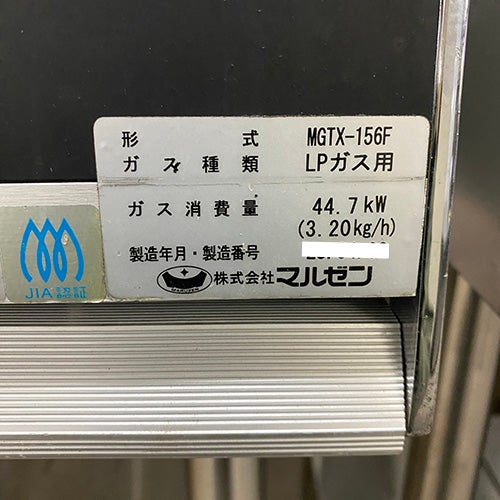 形式 MGTX-156F
ガス種類 LPガス用
ガス消費量 44.7kW
(3.20kg/h)
製造年月・製造番号
MARUZEN 株式会社マルゼン
JIA認証